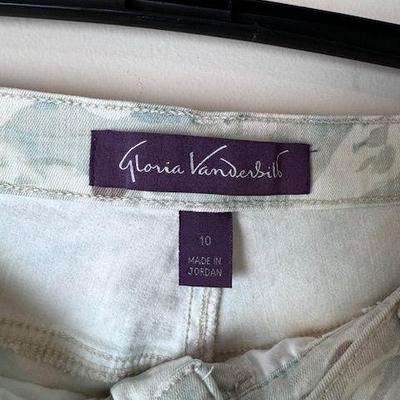 Gloria Vanderbilt
10
MADE IN
JORDAN